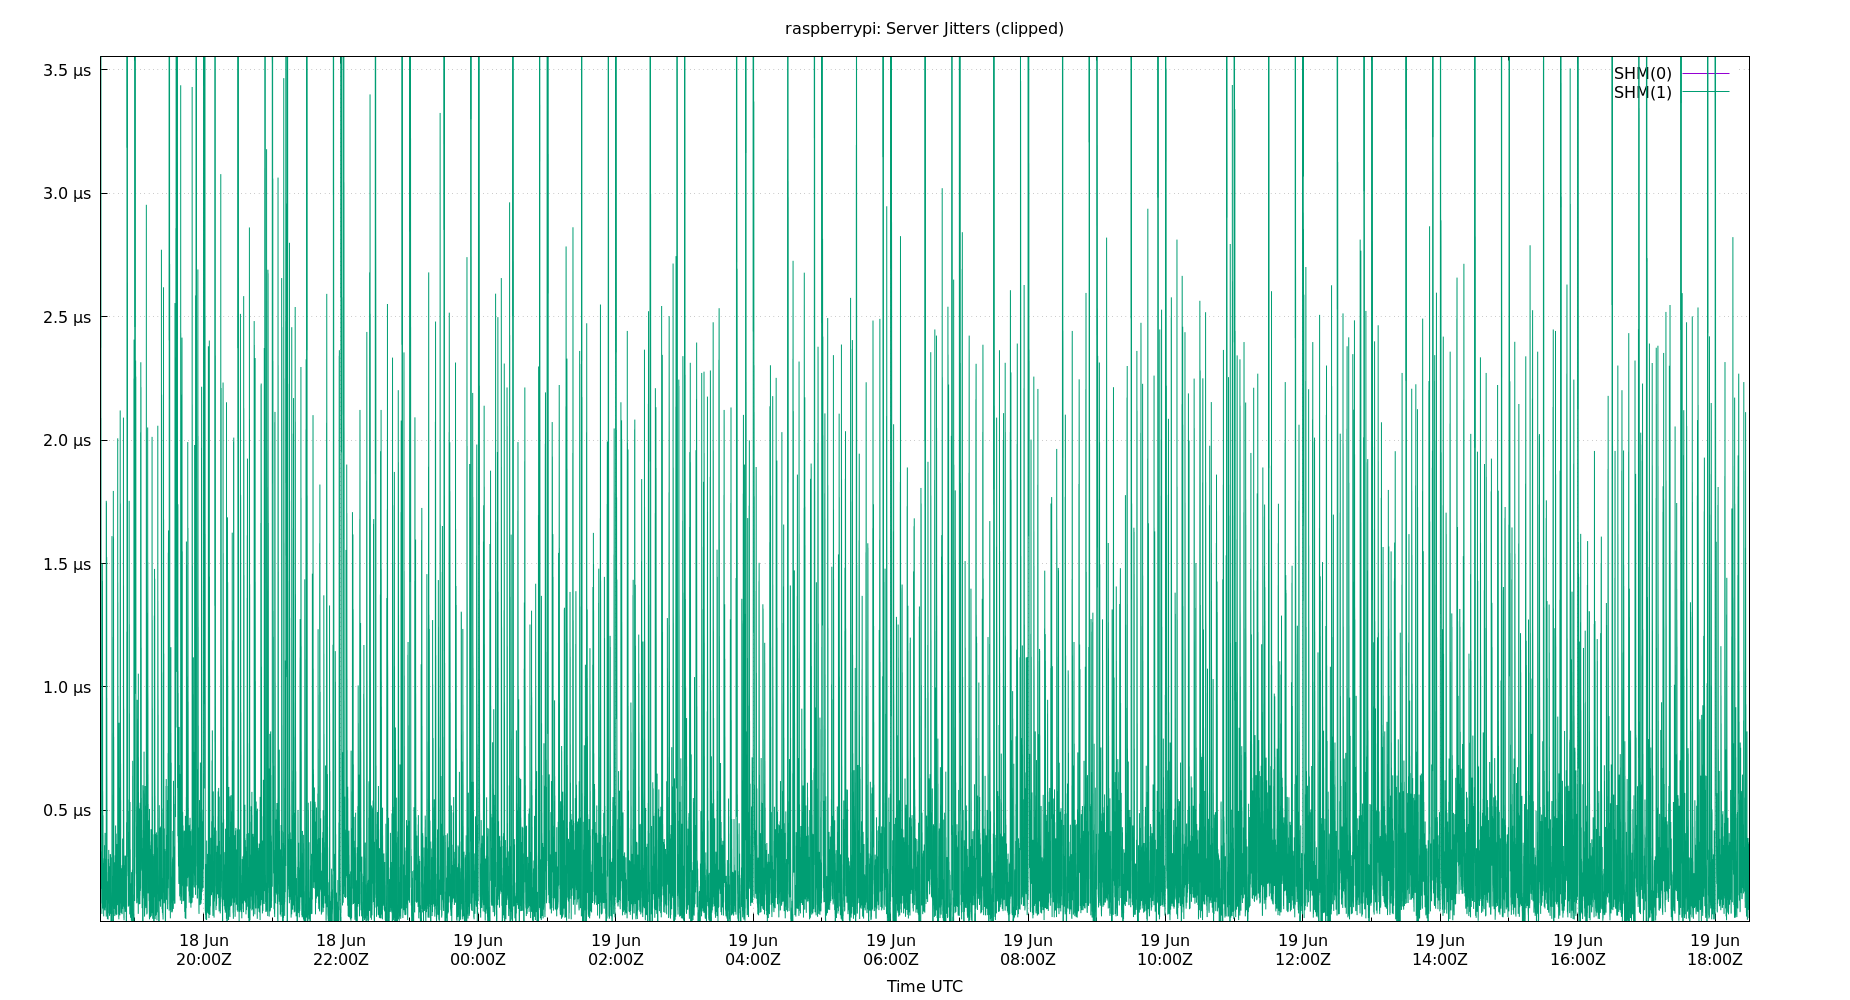 raspberrypi: Server Jitters (clipped)
3.5 µs
3.0 µs
2.5 µs
2.0 µs
1.5 µs
1.0 µs
0.5 µs
SHM(0)
SHM(1)
18 Jun 18 Jun 19 Jun 19 Jun 19 Jun 19 Jun 19 Jun 19 Jun 19 Jun 19 Jun 19 Jun 19 Jun
20:00Z 22:00Z 00:00Z 02:00Z 04:00Z 06:00Z 08:00Z 10:00Z 12:00Z 14:00Z 16:00Z 18:00Z
Time UTC